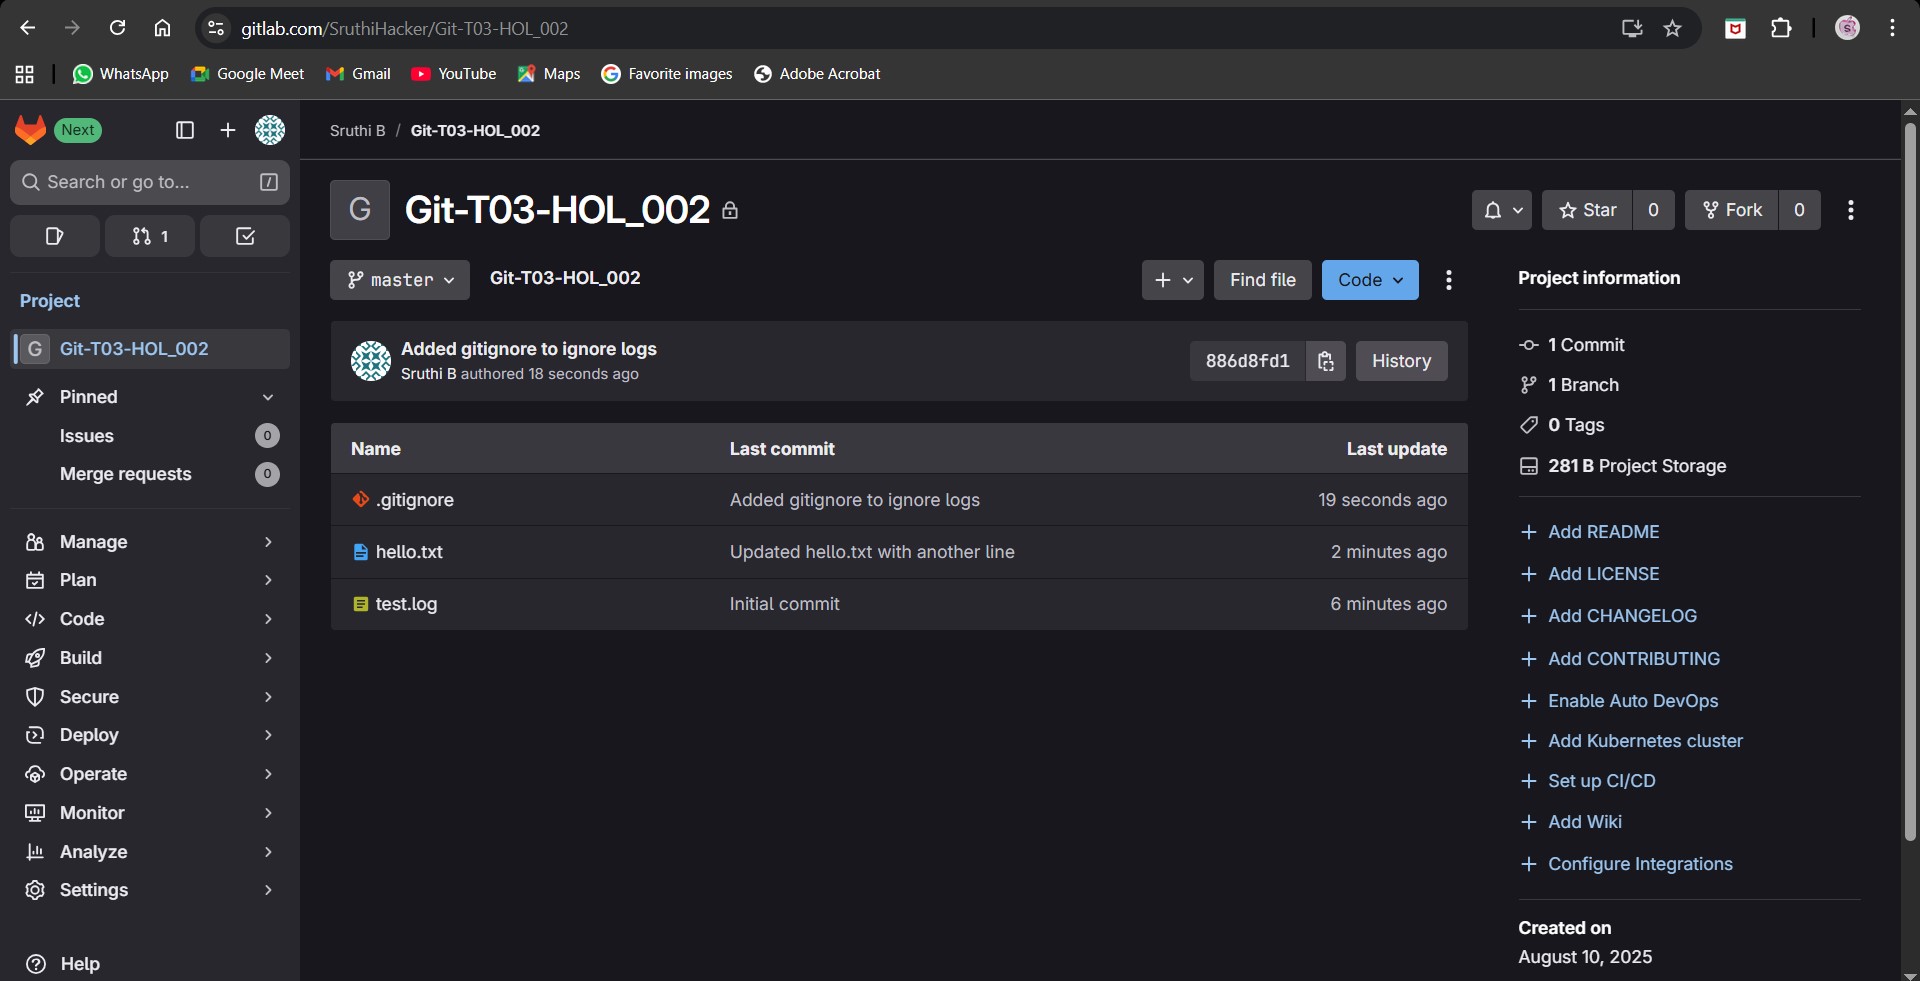 gitlab.com/SruthiHacker/Git-T03-HOL_002
WhatsApp Google Meet Gmail YouTube Maps Favorite images Adobe Acrobat
Next
Search or go to... /
1
Project
G Git-T03-HOL_002
Pinned
Issues 0
Merge requests 0
Manage
Plan
Code
Build
Secure
Deploy
Operate
Monitor
Analyze
Settings
Help
Sruthi B / Git-T03-HOL_002
G Git-T03-HOL_002
Star 0 Fork 0
master Git-T03-HOL_002
Find file Code
Added gitignore to ignore logs
Sruthi B authored 18 seconds ago
886d8fd1 History
Name Last commit Last update
.gitignore Added gitignore to ignore logs 19 seconds ago
hello.txt Updated hello.txt with another line 2 minutes ago
test.log Initial commit 6 minutes ago
Project information
1 Commit
1 Branch
0 Tags
281 B Project Storage
+ Add README
+ Add LICENSE
+ Add CHANGELOG
+ Add CONTRIBUTING
+ Enable Auto DevOps
+ Add Kubernetes cluster
+ Set up CI/CD
+ Add Wiki
+ Configure Integrations
Created on
August 10, 2025